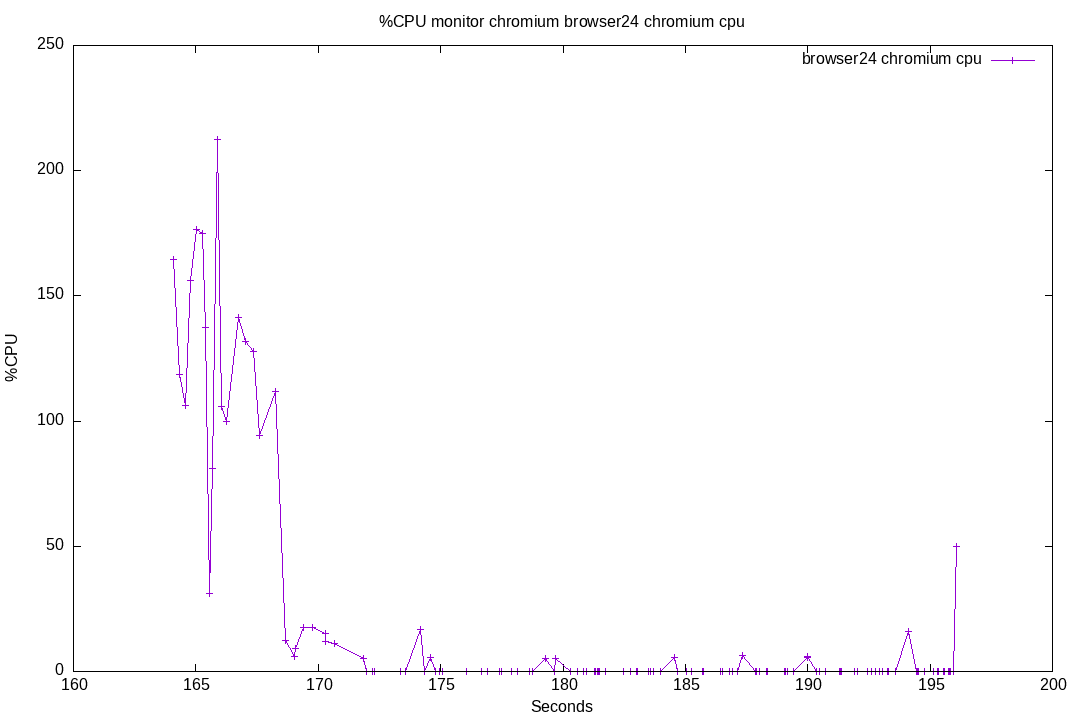 %CPU monitor chromium browser24 chromium cpu
browser24 chromium cpu
250
200
150
100
50
0
%CPU
160 165 170 175 180 185 190 195 200
Seconds